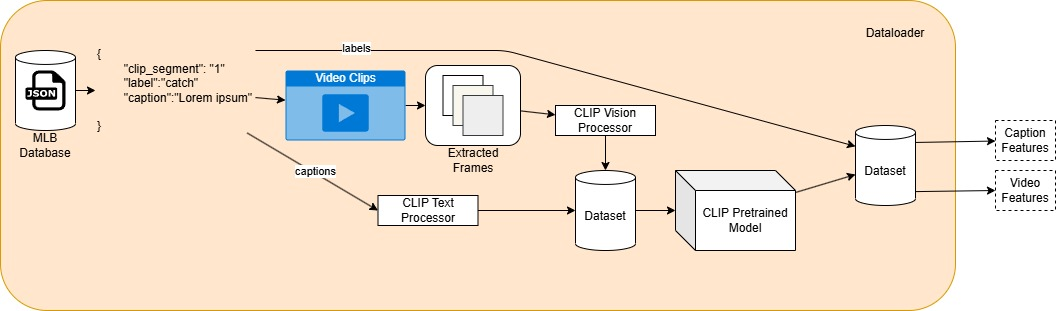 Dataloader
labels
{
"clip_segment": "1"
"label":"catch"
"caption":"Lorem ipsum"
}
JSON
MLB
Database
Video Clips
Extracted
Frames
CLIP Vision
Processor
captions
CLIP Text
Processor
Dataset
CLIP Pretrained
Model
Dataset
Caption
Features
Video
Features